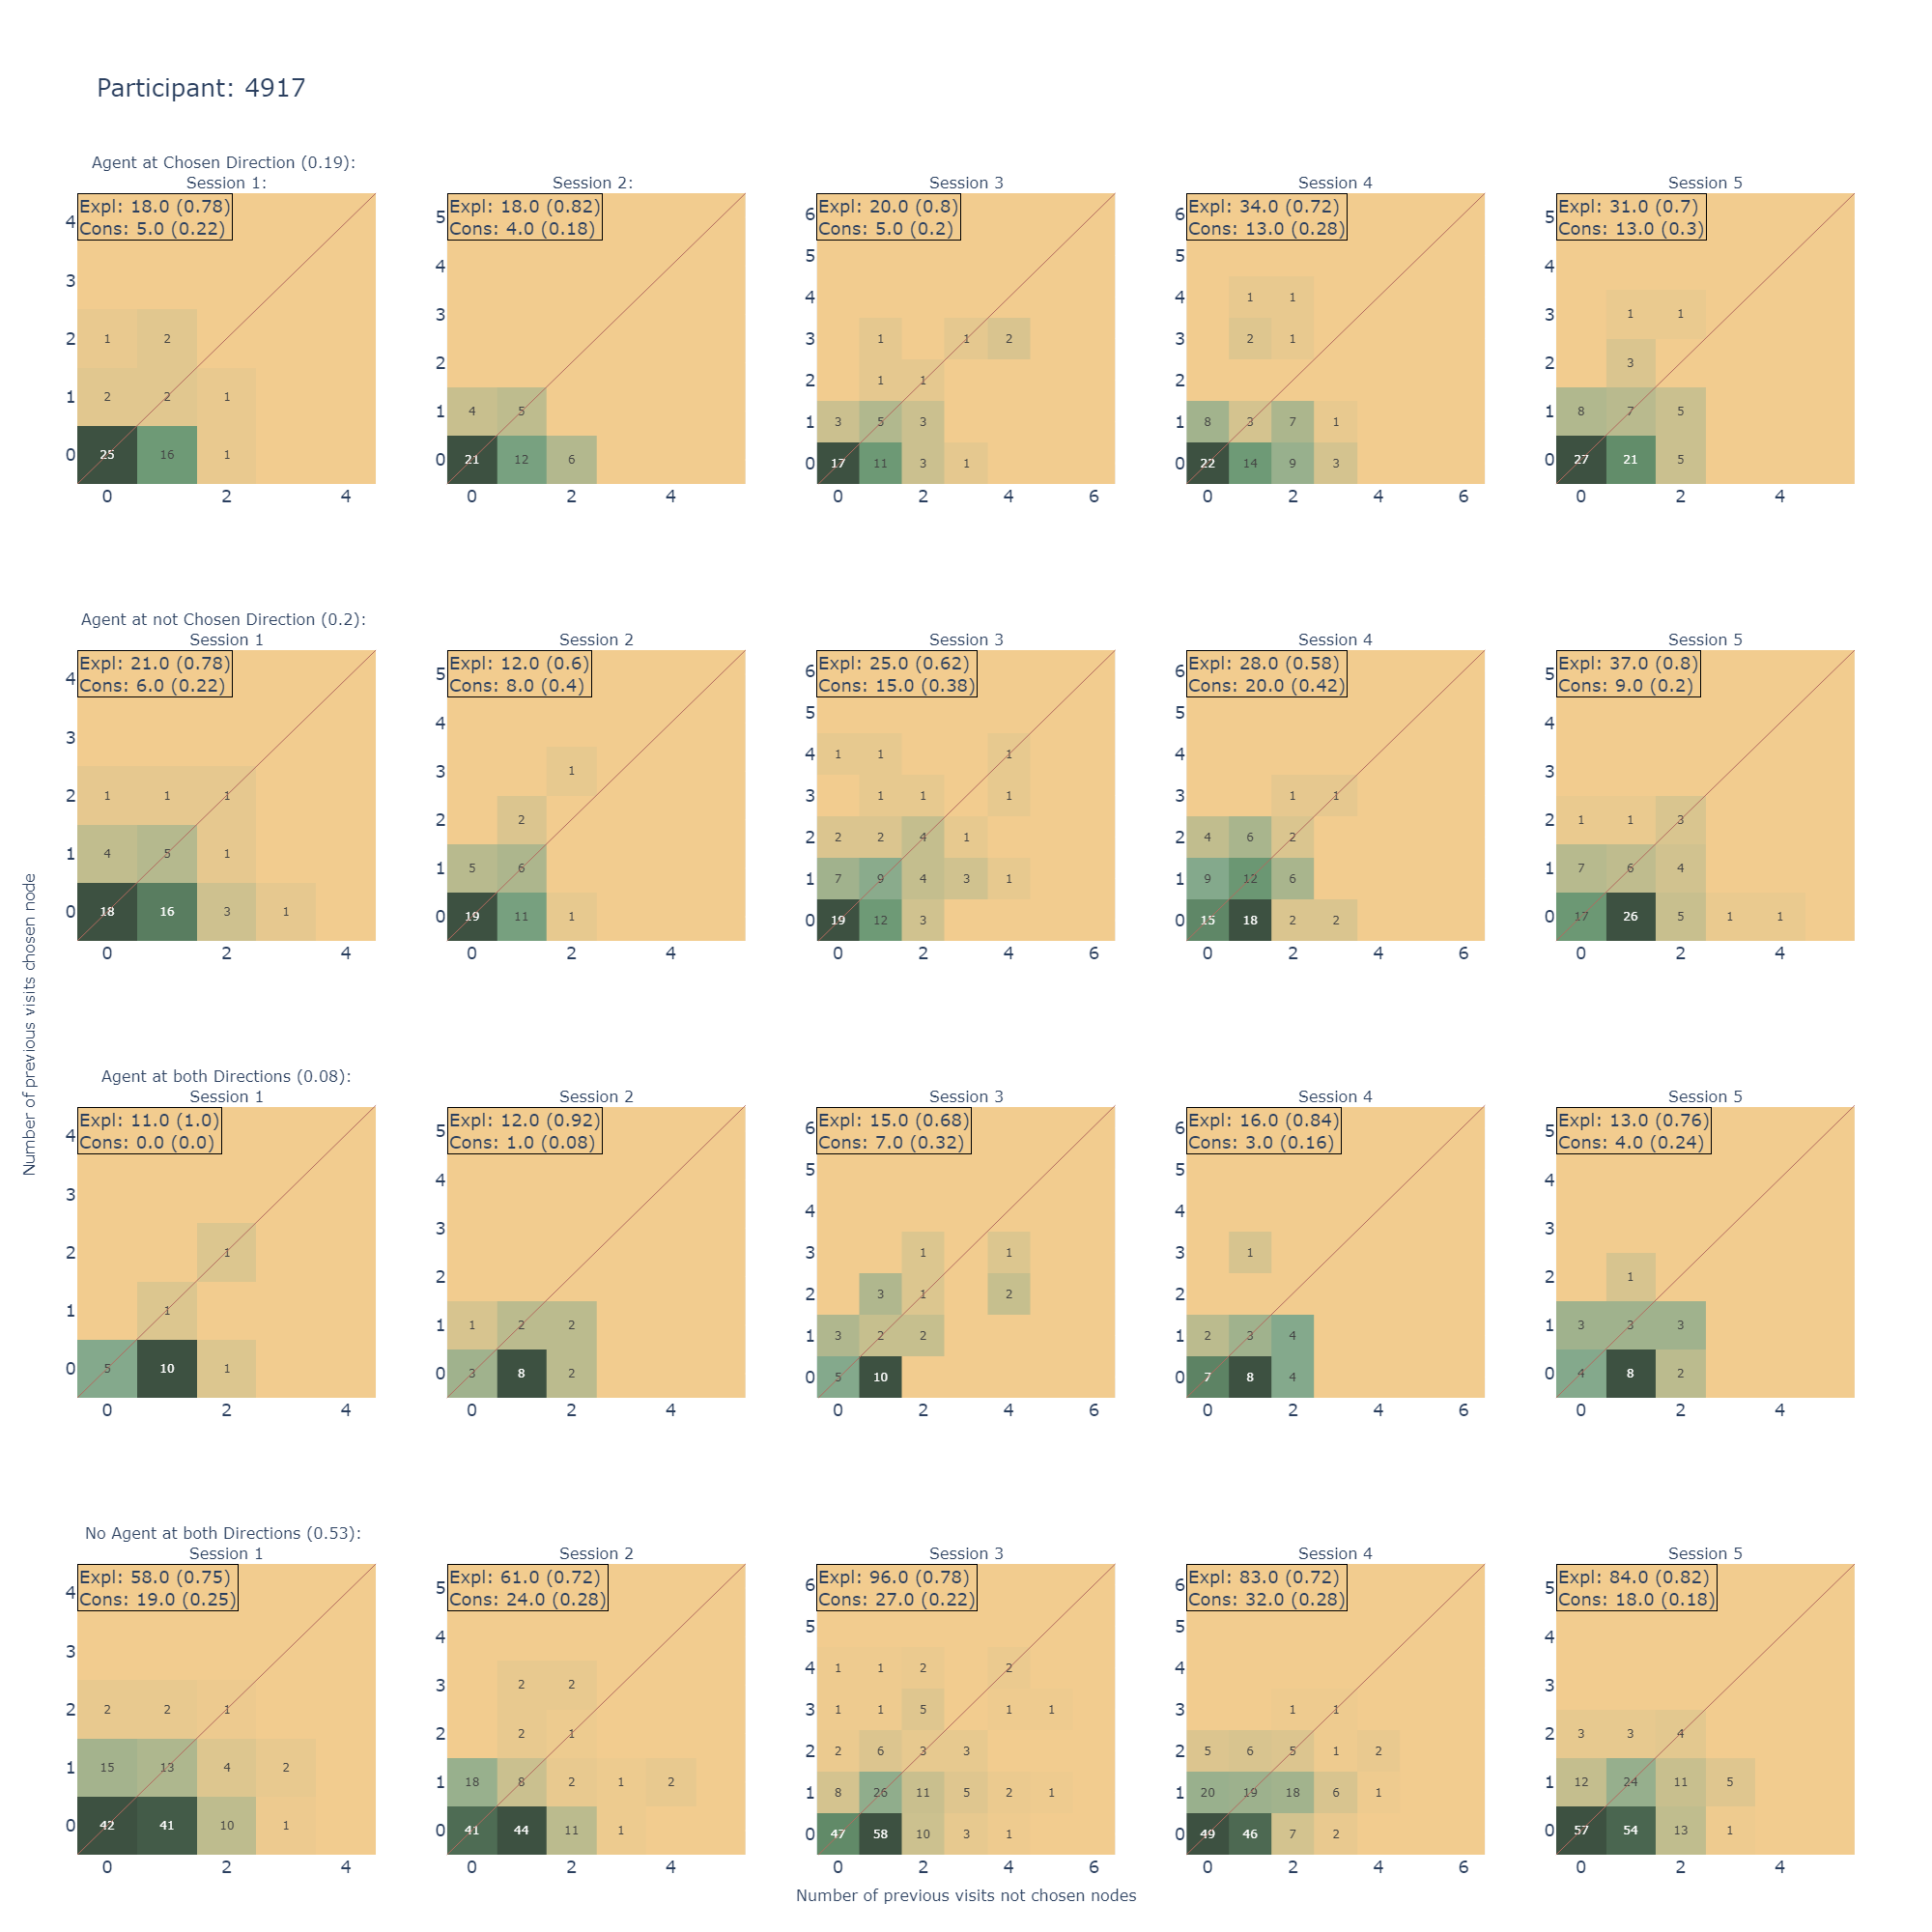 Participant: 4917
Agent at Chosen Direction (0.19):
Session 1:
Session 2:
Session 3
Session 4
Session 5
Expl: 18.0 (0.78)
Cons: 5.0 (0.22)
Expl: 18.0 (0.82)
Cons: 4.0 (0.18)
Expl: 20.0 (0.8)
Cons: 5.0 (0.2)
Expl: 34.0 (0.72)
Cons: 13.0 (0.28)
Expl: 31.0 (0.7)
Cons: 13.0 (0.3)
4
3
2 1 2
1 2 2 1
0 25 16 1
0 2 4
5
4
3
2
1 4 5
0 21 12 6
0 2 4
6
5
4
3 1 1 2
2 1 1
1 3 5 3
0 17 11 3 1
0 2 4 6
6
5
4 1 1
3 2 1
2
1 8 3 7 1
0 22 14 9 3
0 2 4 6
5
4
3 1 1
2 3
1 8 7 5
0 27 21 5
0 2 4
Agent at not Chosen Direction (0.2):
Session 1
Session 2
Session 3
Session 4
Session 5
Expl: 21.0 (0.78)
Cons: 6.0 (0.22)
Expl: 12.0 (0.6)
Cons: 8.0 (0.4)
Expl: 25.0 (0.62)
Cons: 15.0 (0.38)
Expl: 28.0 (0.58)
Cons: 20.0 (0.42)
Expl: 37.0 (0.8)
Cons: 9.0 (0.2)
4
3
2 1 1 1
1 4 5 1
0 18 16 3 1
0 2 4
5
4
3 1
2 2
1 5 6
0 19 11 1
0 2 4
6
5
4 1 1 1
3 1 1 1
2 2 2 4 1
1 7 9 4 3 1
0 19 12 3
0 2 4 6
6
5
4
3 1 1
2 4 6 2
1 9 12 6
0 15 18 2 2
0 2 4 6
5
4
3
2 1 1 3
1 7 6 4
0 17 26 5 1 1
0 2 4
Number of previous visits chosen node
Agent at both Directions (0.08):
Session 1
Session 2
Session 3
Session 4
Session 5
Expl: 11.0 (1.0)
Cons: 0.0 (0.0)
Expl: 12.0 (0.92)
Cons: 1.0 (0.08)
Expl: 15.0 (0.68)
Cons: 7.0 (0.32)
Expl: 16.0 (0.84)
Cons: 3.0 (0.16)
Expl: 13.0 (0.76)
Cons: 4.0 (0.24)
4
3
2 1
1 1
0 5 10 1
0 2 4
5
4
3
2
1 1 2 2
0 3 8 2
0 2 4
6
5
4
3 1 1
2 3 1 2
1 3 2 2
0 5 10
0 2 4 6
6
5
4
3 1
2
1 2 3 4
0 7 8 4
0 2 4 6
5
4
3
2 1
1 3 3 3
0 4 8 2
0 2 4
No Agent at both Directions (0.53):
Session 1
Session 2
Session 3
Session 4
Session 5
Expl: 58.0 (0.75)
Cons: 19.0 (0.25)
Expl: 61.0 (0.72)
Cons: 24.0 (0.28)
Expl: 96.0 (0.78)
Cons: 27.0 (0.22)
Expl: 83.0 (0.72)
Cons: 32.0 (0.28)
Expl: 84.0 (0.82)
Cons: 18.0 (0.18)
4
3
2 2 2 1
1 15 13 4 2
0 42 41 10 1
0 2 4
5
4
3 2 2
2 2 1
1 18 8 2 1 2
0 41 44 11 1
0 2 4
6
5
4 1 1 2 2
3 1 1 5 1 1
2 2 6 3 3
1 8 26 11 5 2 1
0 47 58 10 3 1
0 2 4 6
6
5
4
3 1 1
2 5 6 5 1 2
1 20 19 18 6 1
0 49 46 7 2
0 2 4 6
5
4
3
2 3 3 4
1 12 24 11 5
0 57 54 13 1
0 2 4
Number of previous visits not chosen nodes